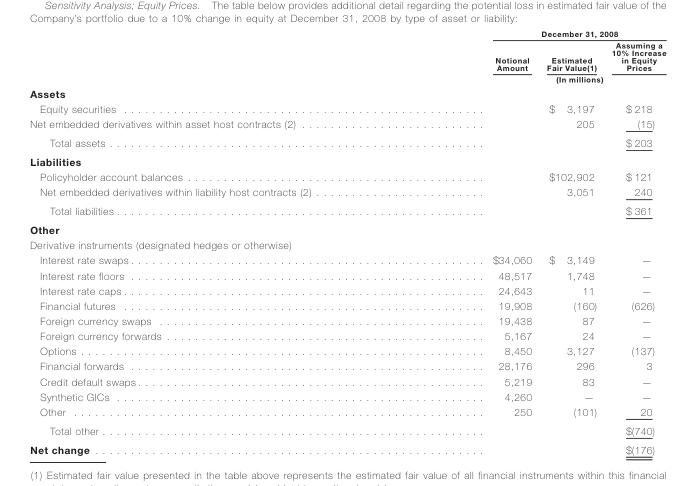 Sensitivity Analysis; Equity Prices. The table below provides additional detail regarding the potential loss in estimated fair value of the
Company's portfolio due to a 10% change in equity at December 31, 2008 by type of asset or liability:
December 31, 2008
Notional Amount Estimated Fair Value(1) Assuming a 10% Increase in Equity Prices
(In millions)
Assets
Equity securities $ 3,197 $ 218
Net embedded derivatives within asset host contracts (2) 205 (15)
Total assets $ 203
Liabilities
Policyholder account balances $102,902 $ 121
Net embedded derivatives within liability host contracts (2) 3,051 240
Total liabilities $ 361
Other
Derivative instruments (designated hedges or otherwise)
Interest rate swaps $34,060 $ 3,149 —
Interest rate floors 48,517 1,748 —
Interest rate caps 24,643 11 —
Financial futures 19,908 (160) (626)
Foreign currency swaps 19,438 87 —
Foreign currency forwards 5,167 24 —
Options 8,450 3,127 (137)
Financial forwards 28,176 296 3
Credit default swaps 5,219 83 —
Synthetic GICs 4,260 — —
Other 250 (101) 20
Total other $(740)
Net change $(176)
(1) Estimated fair value presented in the table above represents the estimated fair value of all financial instruments within this financial